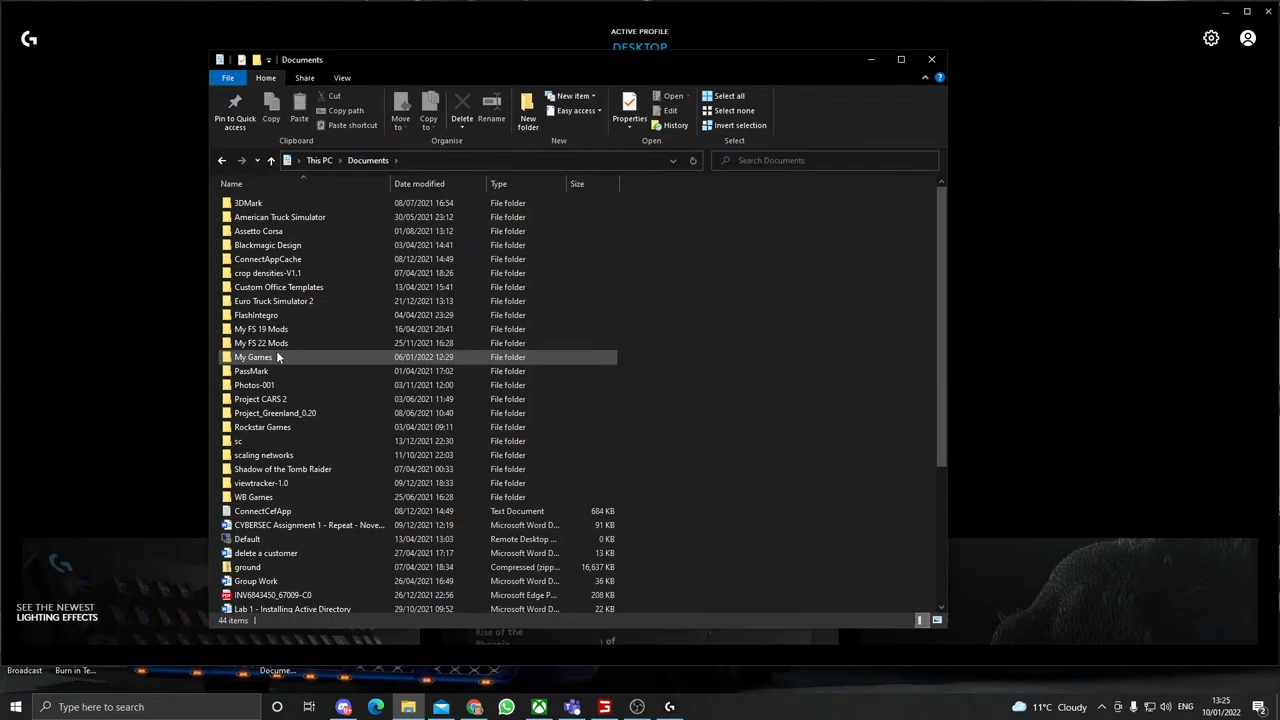 ACTIVE PROFILE
DESKTOP
Documents
File Home Share View
Pin to Quick access
Copy
Paste
Cut
Copy path
Paste shortcut
Clipboard
Move to
Copy to
Delete
Rename
Organise
New folder
New item
Easy access
New
Properties
Open
Edit
History
Open
Select all
Select none
Invert selection
Select
This PC > Documents >
Search Documents
Name Date modified Type Size
3DMark 08/07/2021 16:54 File folder
American Truck Simulator 30/05/2021 23:12 File folder
Assetto Corsa 01/08/2021 13:12 File folder
Blackmagic Design 03/04/2021 14:41 File folder
ConnectAppCache 08/12/2021 14:49 File folder
crop densities-V1.1 07/04/2021 18:26 File folder
Custom Office Templates 13/04/2021 15:41 File folder
Euro Truck Simulator 2 21/12/2021 13:13 File folder
FlashIntegro 04/04/2021 23:29 File folder
My FS 19 Mods 16/04/2021 20:41 File folder
My FS 22 Mods 25/11/2021 16:28 File folder
My Games 06/01/2022 12:29 File folder
PassMark 01/04/2021 17:02 File folder
Photos-001 03/11/2021 12:00 File folder
Project CARS 2 03/06/2021 11:49 File folder
Project_Greenland_0.20 08/06/2021 10:40 File folder
Rockstar Games 03/04/2021 09:11 File folder
sc 13/12/2021 22:30 File folder
scaling networks 11/10/2021 22:03 File folder
Shadow of the Tomb Raider 07/04/2021 00:33 File folder
viewtracker-1.0 09/12/2021 18:33 File folder
WB Games 25/06/2021 16:28 File folder
ConnectCefApp 08/12/2021 14:49 Text Document 684 KB
CYBERSEC Assignment 1 - Repeat - Nove... 09/12/2021 12:19 Microsoft Word D... 91 KB
Default 13/04/2021 13:03 Remote Desktop ... 0 KB
delete a customer 27/04/2021 17:17 Microsoft Word D... 13 KB
ground 07/04/2021 18:34 Compressed (zipp... 16,637 KB
Group Work 26/04/2021 16:49 Microsoft Word D... 36 KB
INV6843450_67009-C0 26/12/2021 22:56 Microsoft Edge P... 208 KB
Lab 1 - Installing Active Directory 29/10/2021 09:52 Microsoft Word D... 22 KB
44 items
SEE THE NEWEST
LIGHTING EFFECTS
Rise of the
of
Broadcast Burn in Te... Docume...
Type here to search
11°C Cloudy
ENG
13:25
10/01/2022
2